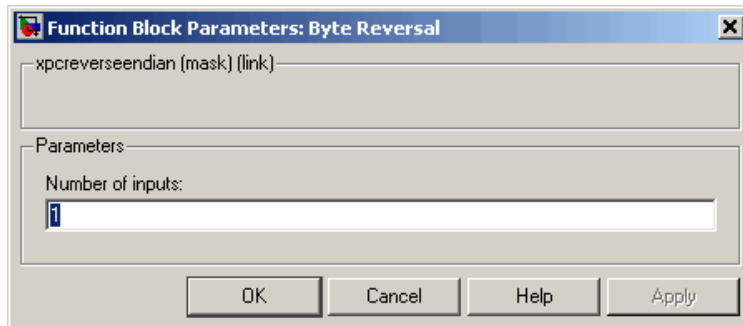 Function Block Parameters: Byte Reversal
xpcreverseendian (mask) (link)
Parameters
Number of inputs:
1
OK Cancel Help Apply